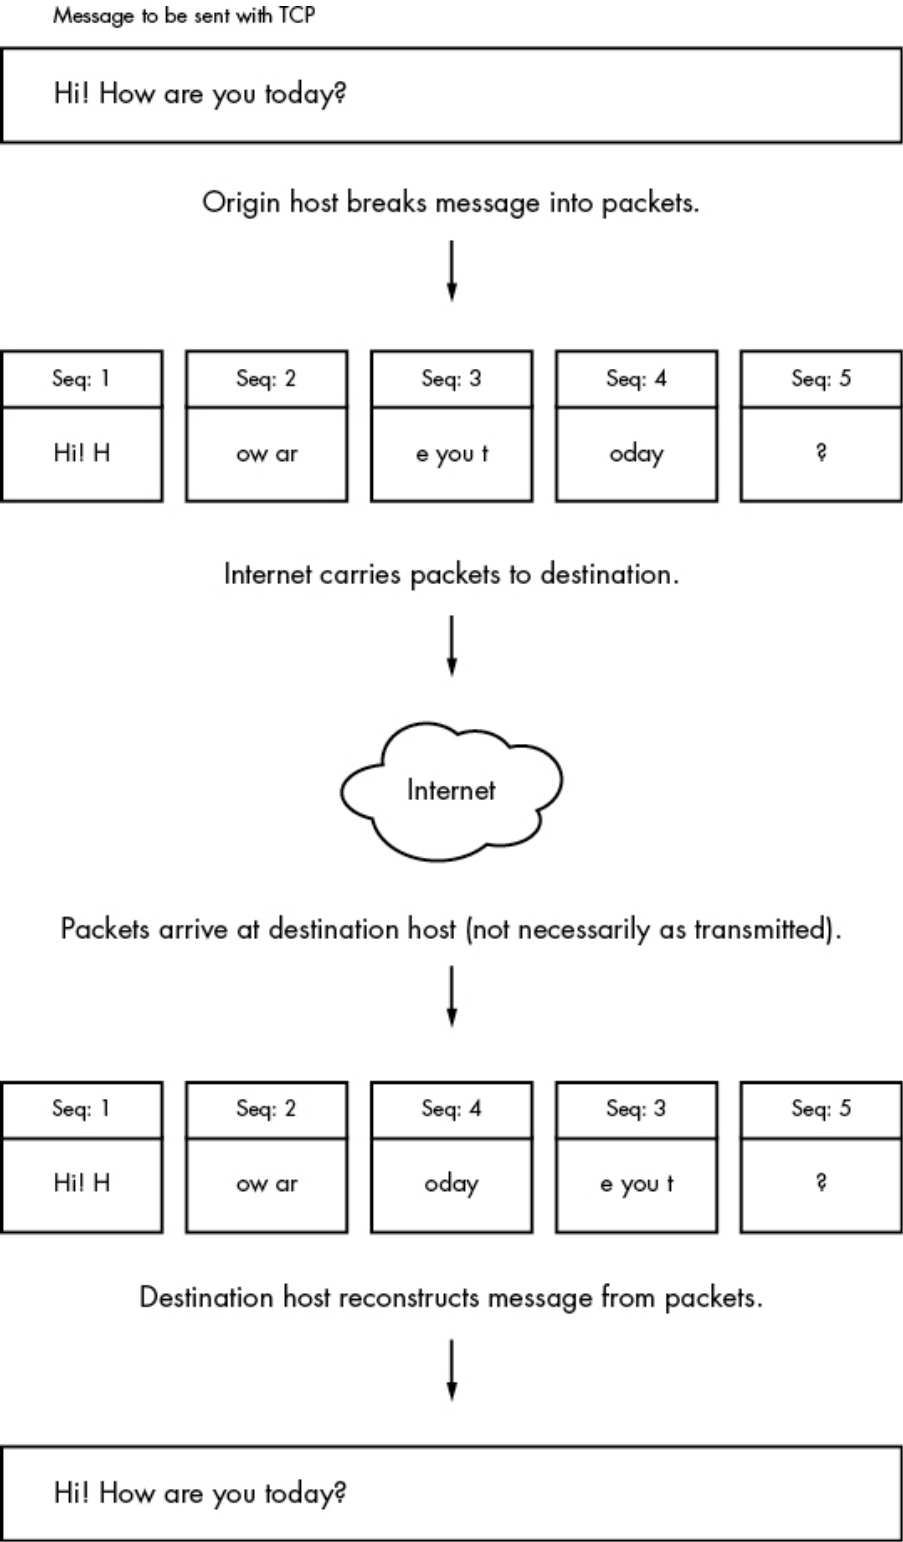 Message to be sent with TCP
Hi! How are you today?
Origin host breaks message into packets.
Seq: 1 Seq: 2 Seq: 3 Seq: 4 Seq: 5
Hi! H ow ar e you t oday ?
Internet carries packets to destination.
Internet
Packets arrive at destination host (not necessarily as transmitted).
Seq: 1 Seq: 2 Seq: 4 Seq: 3 Seq: 5
Hi! H ow ar oday e you t ?
Destination host reconstructs message from packets.
Hi! How are you today?